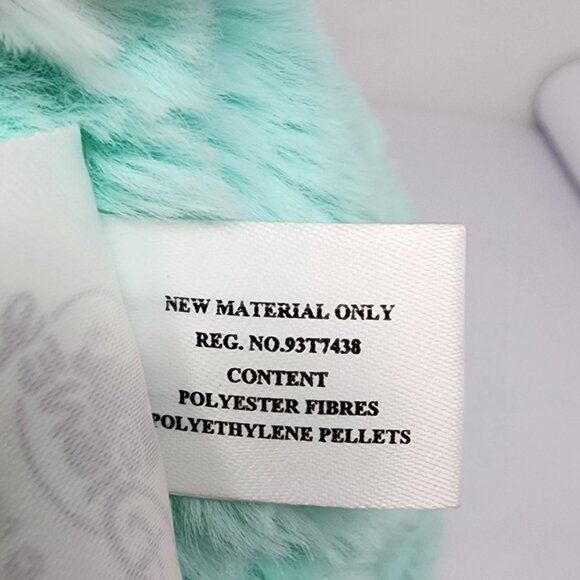 NEW MATERIAL ONLY
REG. NO.93T7438
CONTENT
POLYESTER FIBRES
POLYETHYLENE PELLETS